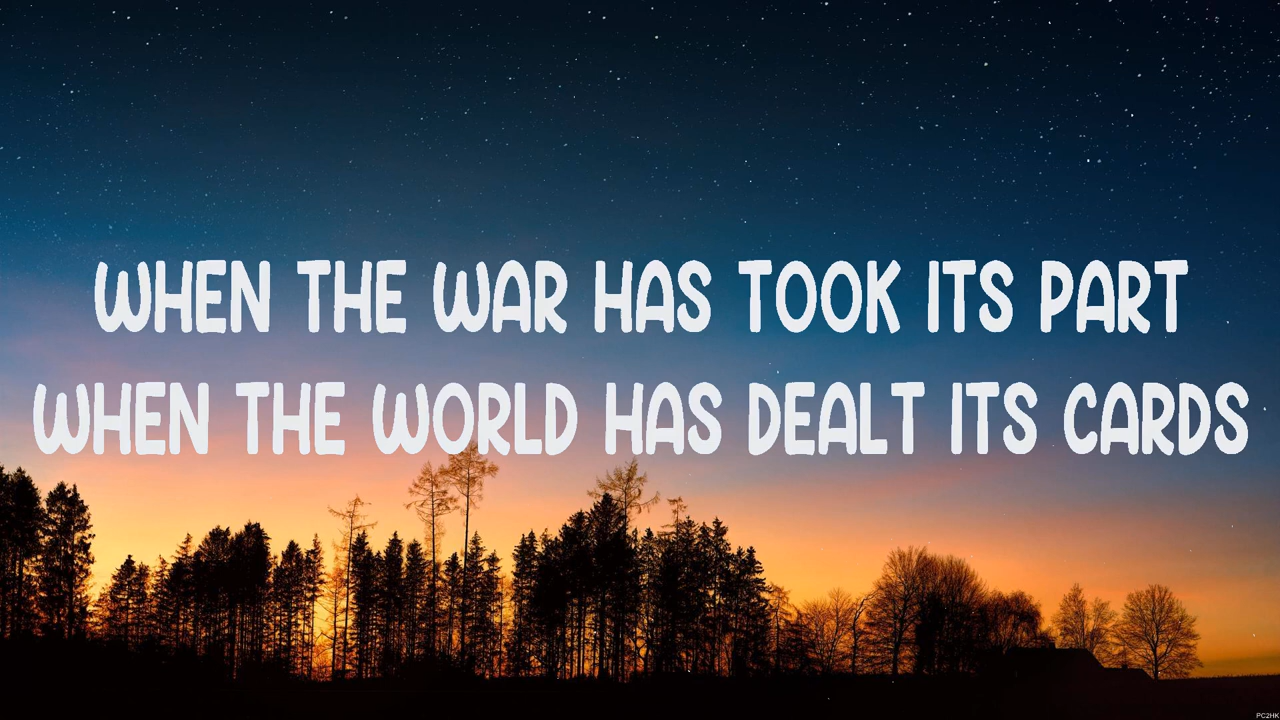 WHEN THE WAR HAS TOOK ITS PART
WHEN THE WORLD HAS DEALT ITS CARDS
PC2HK